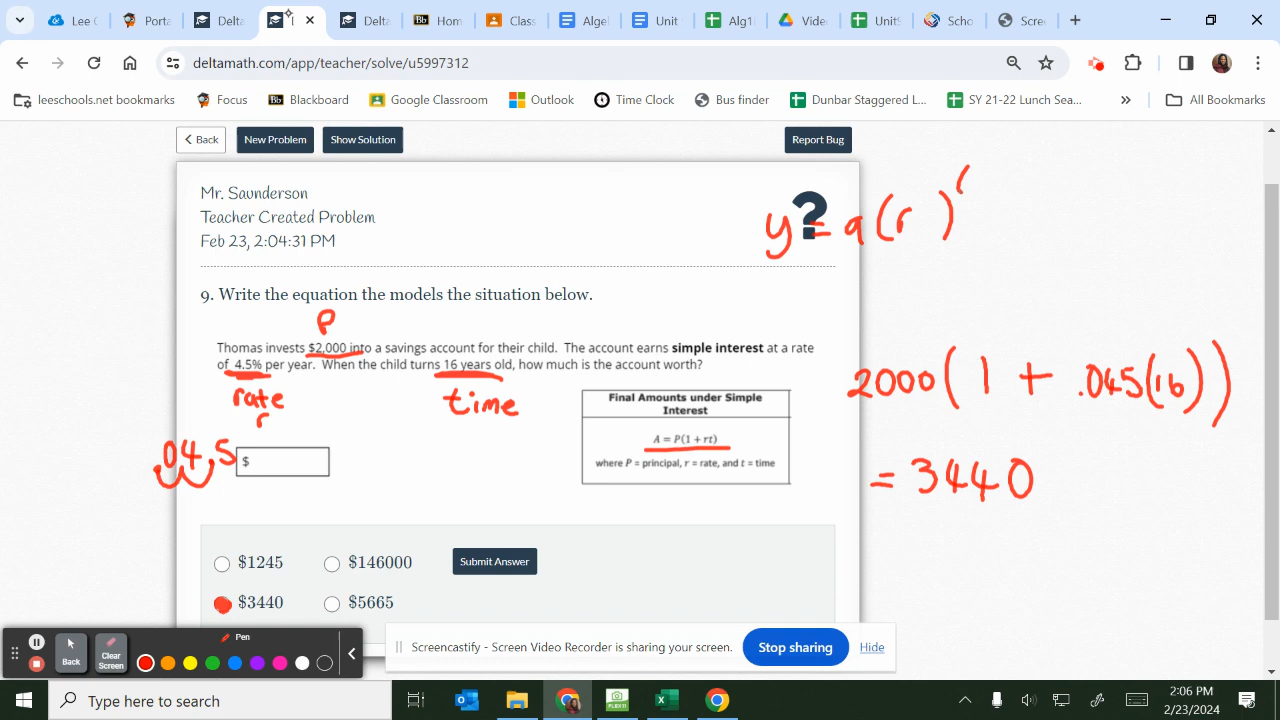 Lee C
Delta
Delta
Hom
Class
Alge
Unit
Alg1
Video
Unit
Scho
Scre
deltamath.com/app/teacher/solve/u5997312
leeschools.net bookmarks
Focus
Blackboard
Google Classroom
Outlook
Time Clock
Bus finder
Dunbar Staggered L...
SY 21-22 Lunch Sea...
All Bookmarks
Back
New Problem
Show Solution
Report Bug
Mr. Saunderson
Teacher Created Problem
Feb 23, 2:04:31 PM
?
y = a(r )
9. Write the equation the models the situation below.
P
Thomas invests $2,000 into a savings account for their child. The account earns simple interest at a rate
of 4.5% per year. When the child turns 16 years old, how much is the account worth?
rate
r
time
2000(1 + .045(16))
= 3440
Final Amounts under Simple
Interest
A = P(1 + rt)
where P = principal, r = rate, and t = time
.04.5
$
$1245
$146000
Submit Answer
$3440
$5665
Pen
Back
Clear
Screen
Screencastify - Screen Video Recorder is sharing your screen.
Stop sharing
Hide
Type here to search
2:06 PM
2/23/2024